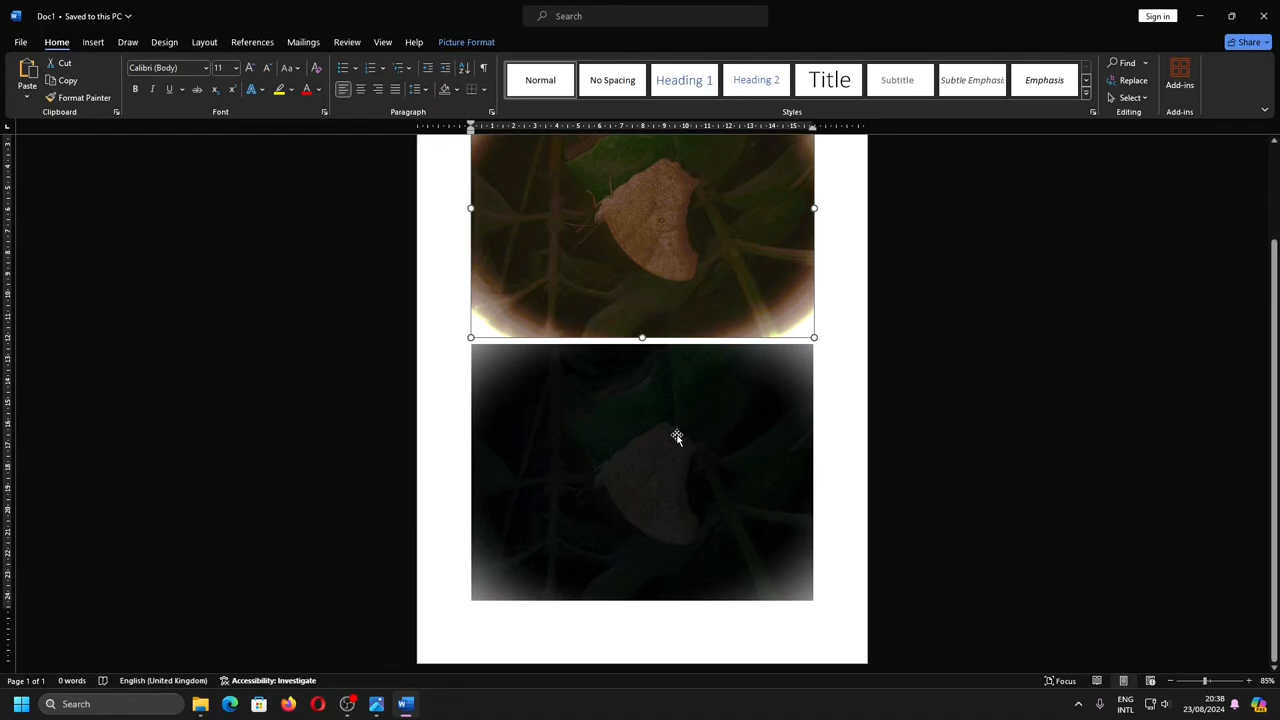 Doc1 • Saved to this PC
Search
Sign in
File Home Insert Draw Design Layout References Mailings Review View Help Picture Format
Share
Paste
Cut
Copy
Format Painter
Clipboard
Calibri (Body) 11
Font
Paragraph
Normal
No Spacing
Heading 1
Heading 2
Title
Subtitle
Subtle Emphasis
Emphasis
Styles
Find
Replace
Select
Editing
Add-ins
Add-ins
Page 1 of 1 0 words English (United Kingdom) Accessibility: Investigate
Focus
85%
Search
ENG
INTL
20:38
23/08/2024